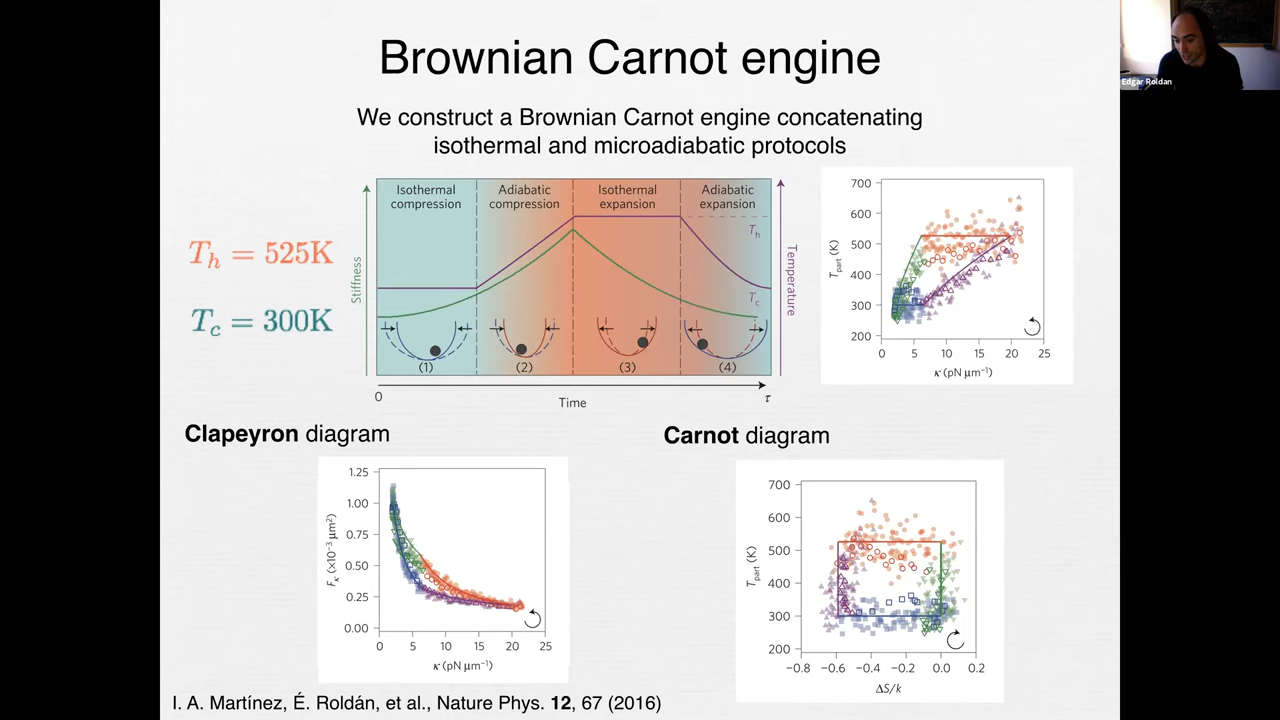 Brownian Carnot engine
Edgar Roldan
We construct a Brownian Carnot engine concatenating
isothermal and microadiabatic protocols
T_h = 525K
T_c = 300K
Isothermal compression
Adiabatic compression
Isothermal expansion
Adiabatic expansion
Stiffness
Temperature
T_h
T_c
(1) (2) (3) (4)
0 Time τ
700
600
500
400
300
200
T_part (K)
0 5 10 15 20 25
κ (pN μm⁻¹)
Clapeyron diagram
Carnot diagram
1.25
1.00
0.75
0.50
0.25
0.00
F_κ (×10⁻³ μm²)
0 5 10 15 20 25
κ (pN μm⁻¹)
700
600
500
400
300
200
T_part (K)
−0.8 −0.6 −0.4 −0.2 0.0 0.2
ΔS/k
I. A. Martínez, É. Roldán, et al., Nature Phys. 12, 67 (2016)